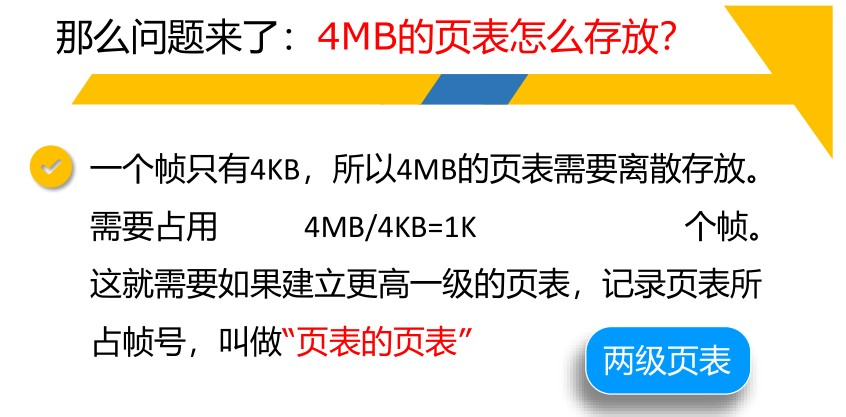 那么问题来了：4MB的页表怎么存放？
一个帧只有4KB，所以4MB的页表需要离散存放。
需要占用 4MB/4KB=1K 个帧。
这就需要如果建立更高一级的页表，记录页表所
占帧号，叫做“页表的页表”
两级页表